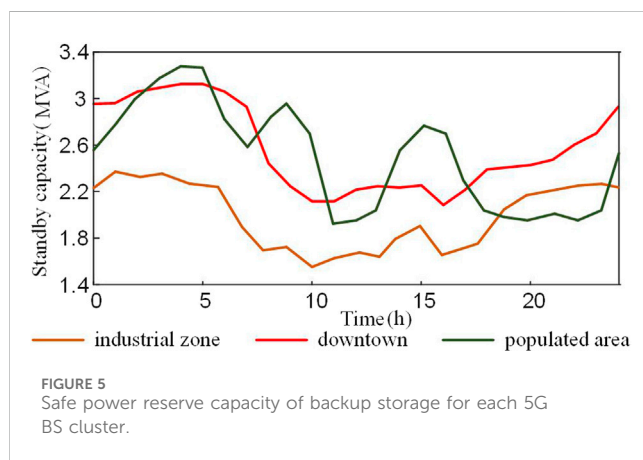 3.4
3
2.6
2.2
1.8
1.4
Standby capacity( MVA)
0 5 10 15 20
Time(h)
industrial zone downtown populated area
FIGURE 5
Safe power reserve capacity of backup storage for each 5G
BS cluster.